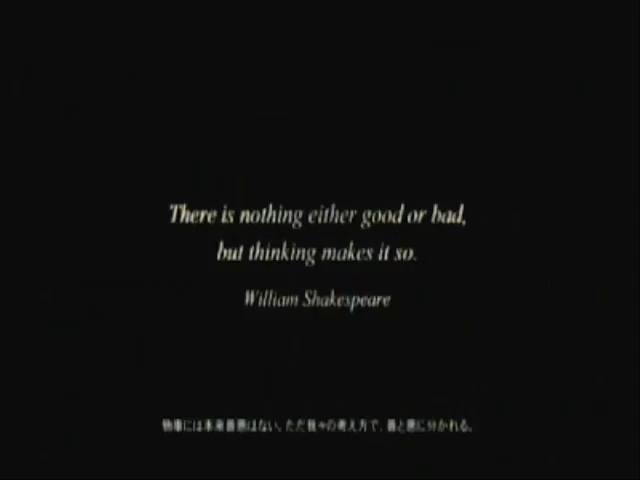 There is nothing either good or bad,
but thinking makes it so.
William Shakespeare
物事には本来善悪はない。ただ我々の考え方で、善と悪に分かれる。